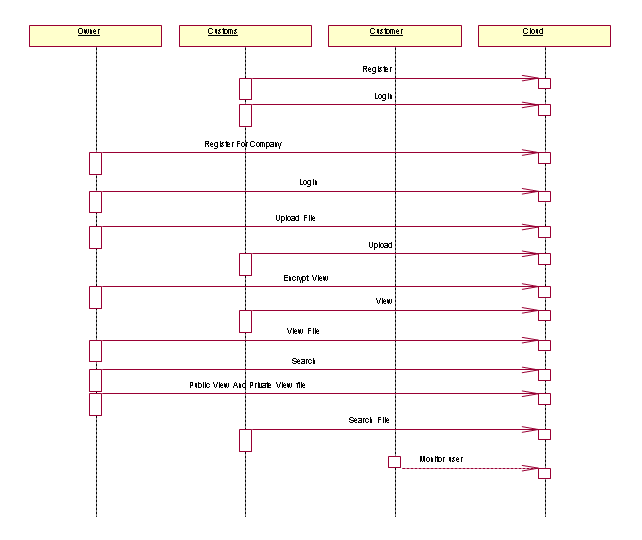 Owner
Customs
Customer
Cloud
Register
Login
Register For Company
Login
Upload File
Upload
Encrypt View
View
View File
Search
Public View And Private View file
Search File
Monitor user